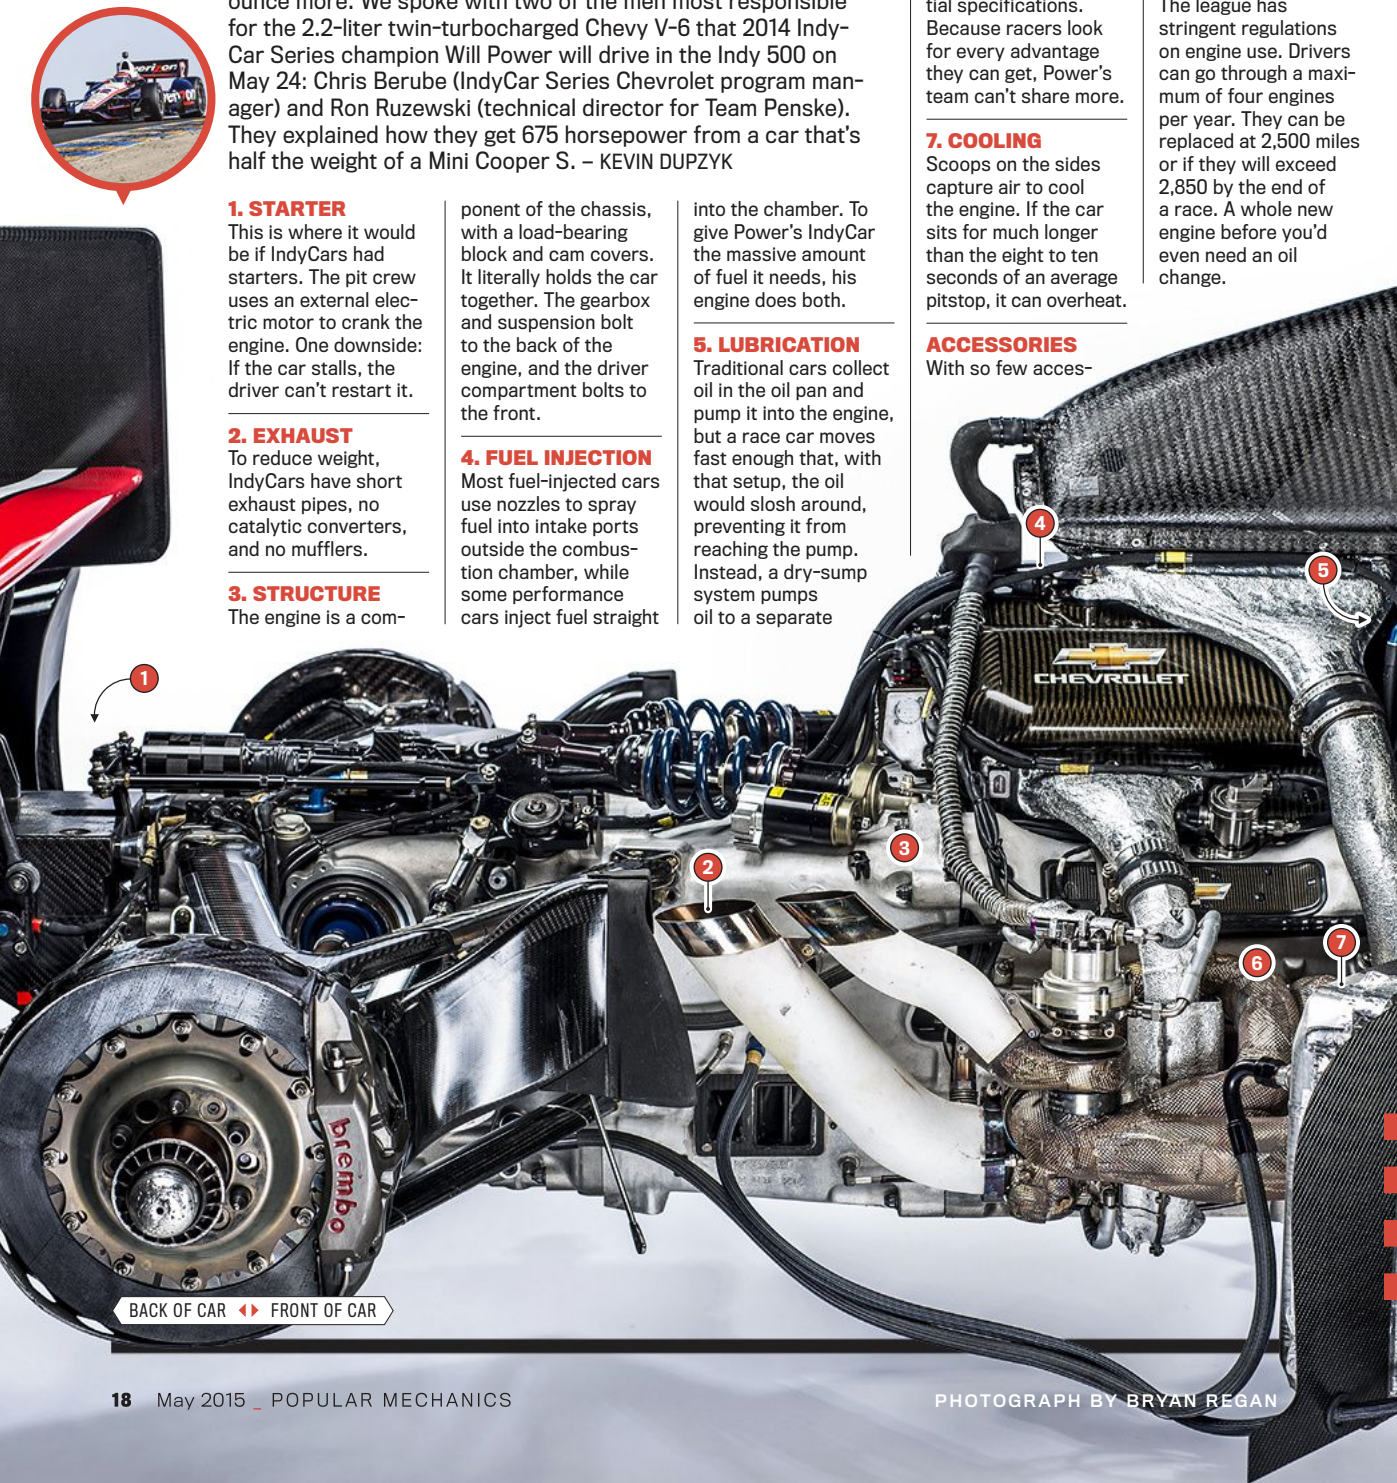 ounce more. We spoke with two of the men most responsible
for the 2.2-liter twin-turbocharged Chevy V-6 that 2014 Indy-
Car Series champion Will Power will drive in the Indy 500 on
May 24: Chris Berube (IndyCar Series Chevrolet program man-
ager) and Ron Ruzewski (technical director for Team Penske).
They explained how they get 675 horsepower from a car that's
half the weight of a Mini Cooper S. – KEVIN DUPZYK
1. STARTER
This is where it would
be if IndyCars had
starters. The pit crew
uses an external elec-
tric motor to crank the
engine. One downside:
If the car stalls, the
driver can't restart it.
2. EXHAUST
To reduce weight,
IndyCars have short
exhaust pipes, no
catalytic converters,
and no mufflers.
3. STRUCTURE
The engine is a com-
ponent of the chassis,
with a load-bearing
block and cam covers.
It literally holds the car
together. The gearbox
and suspension bolt
to the back of the
engine, and the driver
compartment bolts to
the front.
4. FUEL INJECTION
Most fuel-injected cars
use nozzles to spray
fuel into intake ports
outside the combus-
tion chamber, while
some performance
cars inject fuel straight
into the chamber. To
give Power's IndyCar
the massive amount
of fuel it needs, his
engine does both.
5. LUBRICATION
Traditional cars collect
oil in the oil pan and
pump it into the engine,
but a race car moves
fast enough that, with
that setup, the oil
would slosh around,
preventing it from
reaching the pump.
Instead, a dry-sump
system pumps
oil to a separate
tial specifications.
Because racers look
for every advantage
they can get, Power's
team can't share more.
7. COOLING
Scoops on the sides
capture air to cool
the engine. If the car
sits for much longer
than the eight to ten
seconds of an average
pitstop, it can overheat.
ACCESSORIES
With so few acces-
The league has
stringent regulations
on engine use. Drivers
can go through a maxi-
mum of four engines
per year. They can be
replaced at 2,500 miles
or if they will exceed
2,850 by the end of
a race. A whole new
engine before you'd
even need an oil
change.
verizon
4
5
CHEVROLET
1
3
2
7
6
brembo
BACK OF CAR FRONT OF CAR
18 May 2015 _ POPULAR MECHANICS
PHOTOGRAPH BY BRYAN REGAN